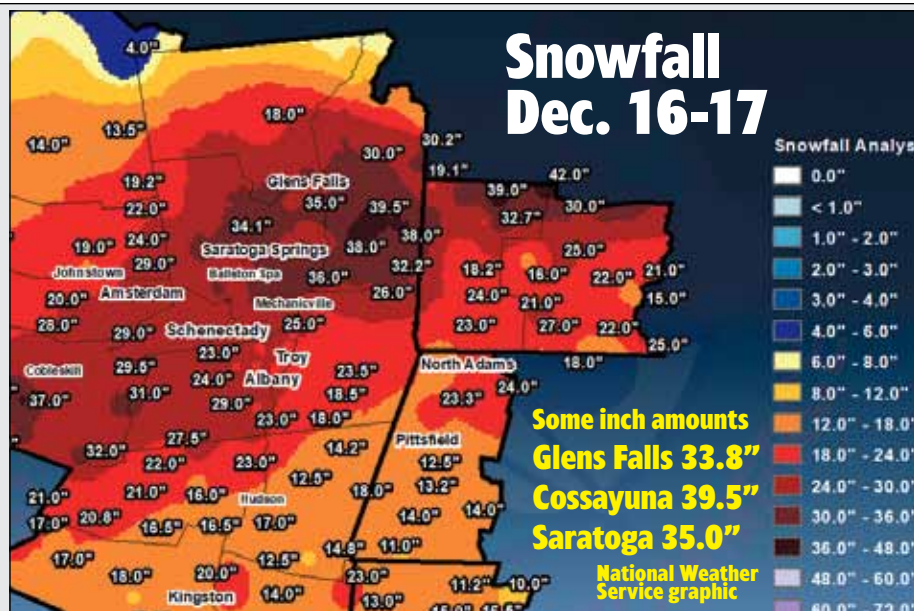 Snowfall
Dec. 16-17
4.0"
18.0"
13.5"
14.0"
30.2"
30.0"
19.1"
42.0"
19.2"
Glens Falls
39.0"
35.0"
39.5"
30.0"
22.0"
32.7"
34.1"
38.0"
24.0"
19.0"
Saratoga Springs
38.0"
25.0"
29.0"
32.2"
Johnstown
Ballston Spa
36.0"
18.2"
16.0"
22.0"
21.0"
20.0"
Amsterdam
26.0"
24.0"
21.0"
15.0"
Mechanicville
28.0"
29.0"
Schenectady
25.0"
23.0"
27.0"
22.0"
25.0"
23.0"
Troy
18.0"
Cobleskill
29.5"
24.0"
Albany
23.5"
North Adams
37.0"
31.0"
29.0"
18.5"
24.0"
23.3"
23.0"
18.0"
27.5"
32.0"
14.2"
Pittsfield
22.0"
23.0"
12.5"
12.5"
13.2"
21.0"
21.0"
16.0"
Hudson
18.0"
14.0"
14.0"
17.0"
20.8"
16.5"
16.5"
17.0"
14.8"
11.0"
17.0"
12.5"
18.0"
20.0"
23.0"
11.2"
10.0"
Kingston
14.0"
13.0"
Snowfall Analys
0.0"
< 1.0"
1.0" - 2.0"
2.0" - 3.0"
3.0" - 4.0"
4.0" - 6.0"
6.0" - 8.0"
8.0" - 12.0"
12.0" - 18.0"
18.0" - 24.0"
24.0" - 30.0"
30.0" - 36.0"
36.0" - 48.0"
48.0" - 60.0"
60.0" - 72.0"
Some inch amounts
Glens Falls 33.8”
Cossayuna 39.5”
Saratoga 35.0”
National Weather
Service graphic